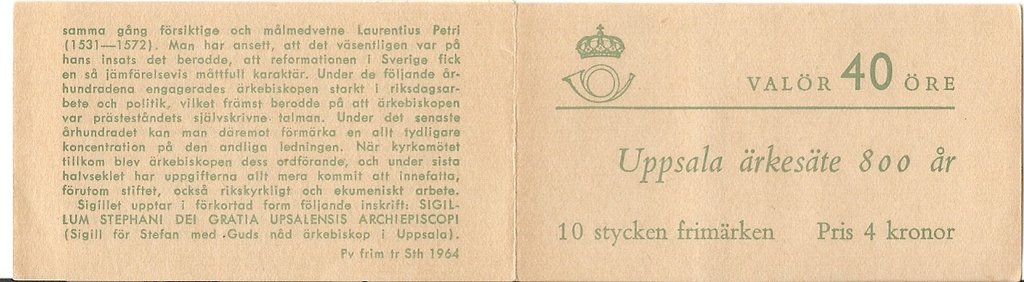 samma gång försiktige och målmedvetne Laurentius Petri
(1531—1572). Man har ansett, att det väsentligen var på
hans insats det berodde, att reformationen i Sverige fick
en så jämförelsevis måttfull karaktär. Under de följande år-
hundradena engagerades ärkebiskopen starkt i riksdagsar-
bete och politik, vilket främst berodde på att ärkebiskopen
var prästeståndets självskrivne talman. Under det senaste
århundradet kan man däremot förmärka en allt tydligare
koncentration på den andliga ledningen. När kyrkomötet
tillkom blev ärkebiskopen dess ordförande, och under sista
halvseklet har uppgifterna allt mera kommit att innefatta,
förutom stiftet, också rikskyrkligt och ekumeniskt arbete.
Sigillet upptar i förkortad form följande inskrift: SIGIL-
LUM STEPHANI DEI GRATIA UPSALENSIS ARCHIEPISCOPI
(Sigill för Stefan med Guds nåd ärkebiskop i Uppsala).
Pv frim tr Sth 1964
VALÖR 40 ÖRE
Uppsala ärkesäte 800 år
10 stycken frimärken Pris 4 kronor